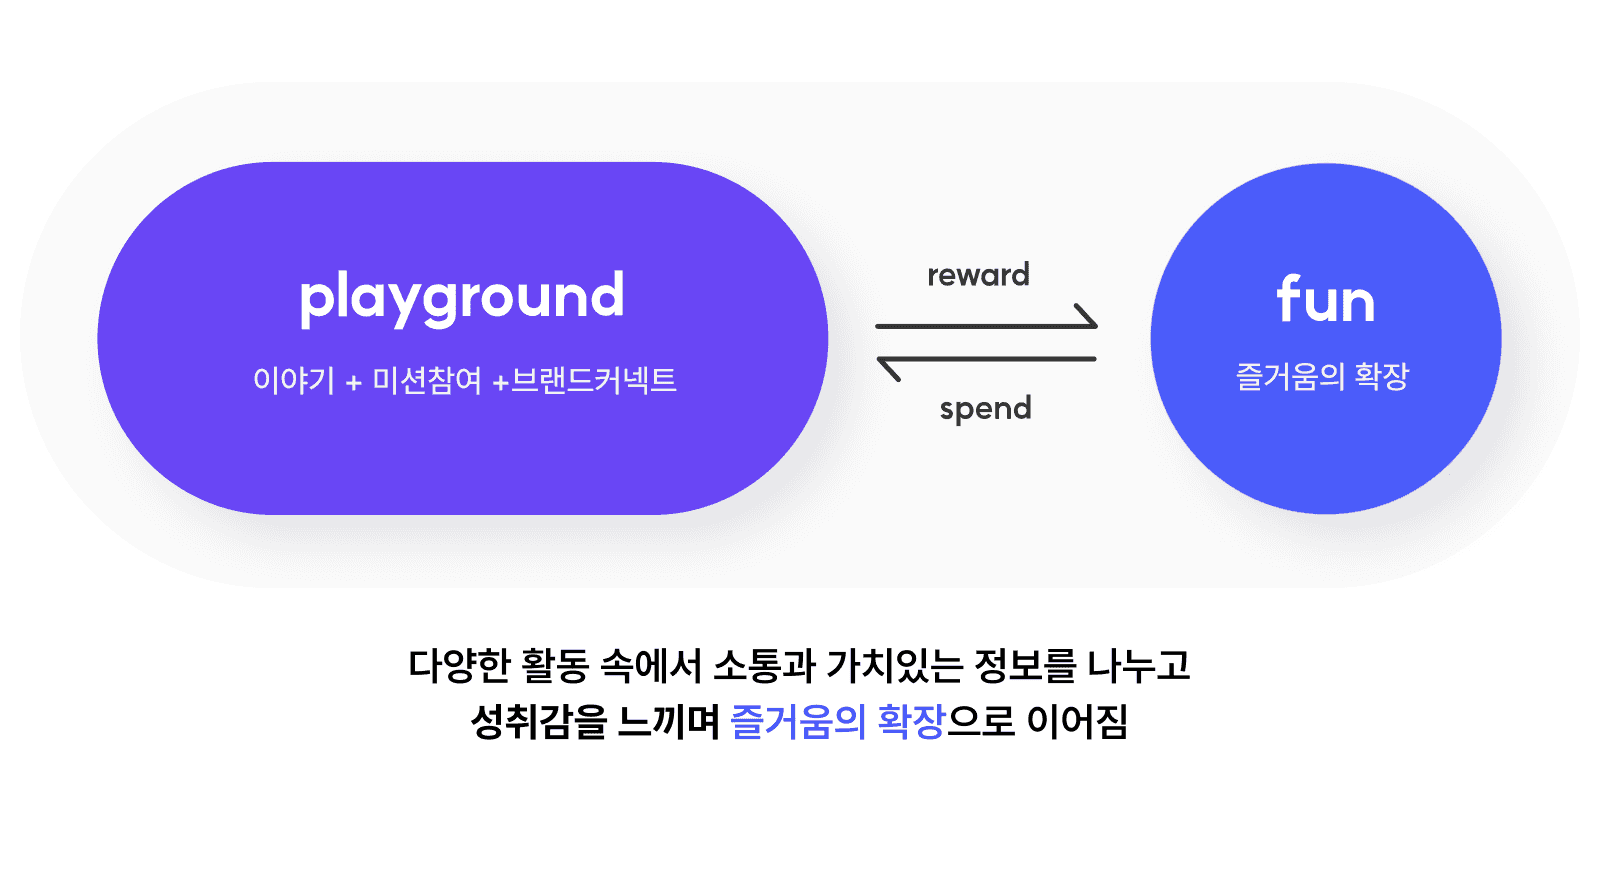 playground
이야기 + 미션참여 +브랜드커넥트
reward
spend
fun
즐거움의 확장
다양한 활동 속에서 소통과 가치있는 정보를 나누고
성취감을 느끼며 즐거움의 확장으로 이어짐